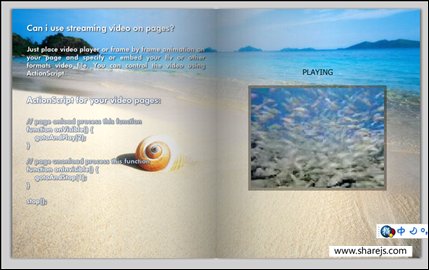 Can i use streaming video on pages?
Just place video player or frame by frame animation
on your page and specify or embed your flv or other
formats video file. You can control the video using
ActionScript.
ActionScript for your video pages:
// page onload process this function
function onVisible() {
gotoAndPlay(2);
}
// page onunload process this function
function onInvisible() {
gotoAndStop(1);
}
stop();
PLAYING
中
www.sharejs.com